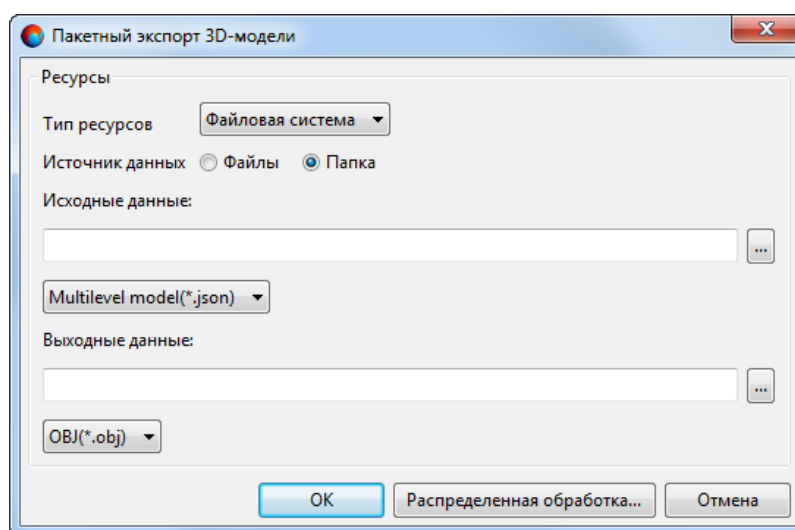 Пакетный экспорт 3D-модели
Ресурсы
Тип ресурсов Файловая система
Источник данных Файлы Папка
Исходные данные:
...
Multilevel model(*.json)
Выходные данные:
...
OBJ(*.obj)
OK Распределенная обработка... Отмена